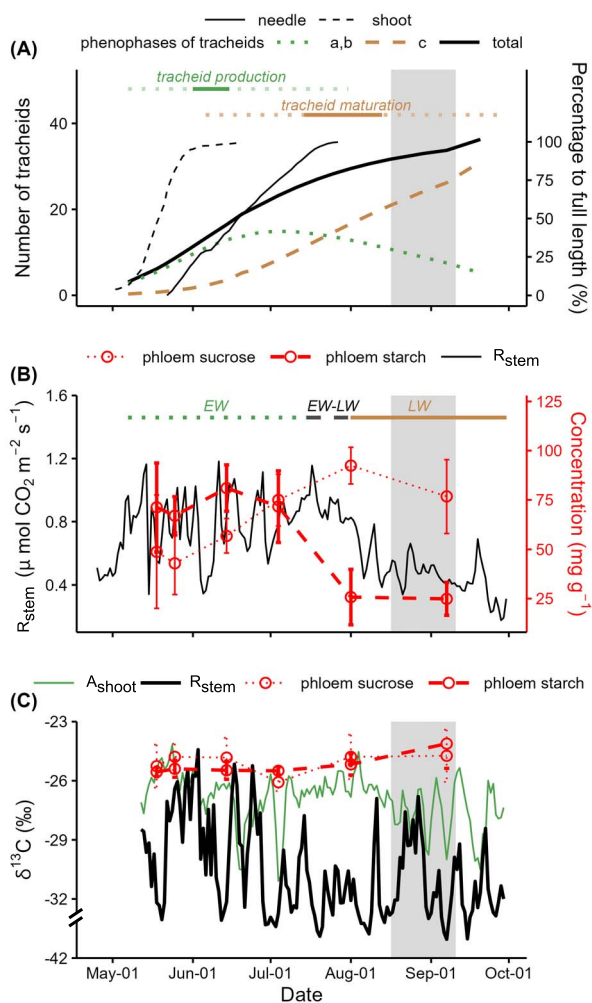 needle shoot
(A)
phenophases of tracheids a,b c total
tracheid production
tracheid maturation
Number of tracheids
40
20
0
Percentage to full length (%)
100
75
50
25
0
phloem sucrose phloem starch Rstem
(B)
EW EW-LW LW
Rstem (μ mol CO2 m−2 s−1)
1.6
1.2
0.8
0.4
Concentration (mg g−1)
125
100
75
50
25
Ashoot Rstem phloem sucrose phloem starch
(C)
δ13C (‰)
-23
-26
-29
-32
-42
May-01 Jun-01 Jul-01 Aug-01 Sep-01 Oct-01
Date